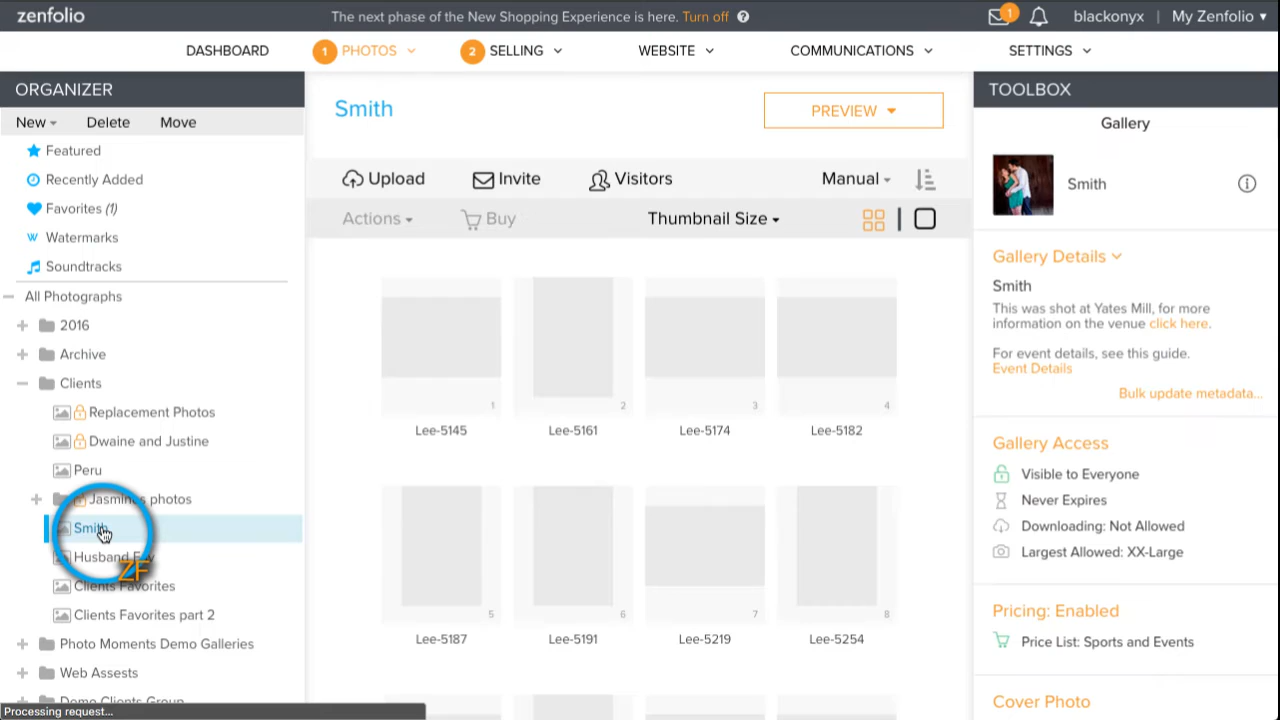 zenfolio
The next phase of the New Shopping Experience is here. Turn off ?
1
blackonyx | My Zenfolio
DASHBOARD
1 PHOTOS
2 SELLING
WEBSITE
COMMUNICATIONS
SETTINGS
ORGANIZER
New
Delete
Move
Featured
Recently Added
Favorites (1)
Watermarks
Soundtracks
All Photographs
2016
Archive
Clients
Replacement Photos
Dwaine and Justine
Peru
Jasmines photos
Smith
Husband
ZF
Clients Favorites
Clients Favorites part 2
Photo Moments Demo Galleries
Web Assests
Demo Clients Group
Processing request...
Smith
PREVIEW
Upload
Invite
Visitors
Manual
Actions
Buy
Thumbnail Size
1
2
3
4
Lee-5145
Lee-5161
Lee-5174
Lee-5182
5
6
7
8
Lee-5187
Lee-5191
Lee-5219
Lee-5254
TOOLBOX
Gallery
Smith
Gallery Details
Smith
This was shot at Yates Mill, for more
information on the venue click here.
For event details, see this guide.
Event Details
Bulk update metadata...
Gallery Access
Visible to Everyone
Never Expires
Downloading: Not Allowed
Largest Allowed: XX-Large
Pricing: Enabled
Price List: Sports and Events
Cover Photo